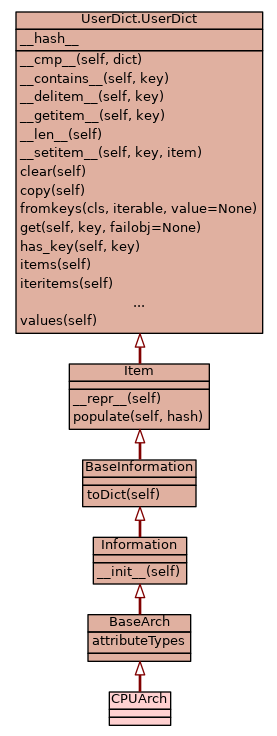 UserDict.UserDict
__hash__
__cmp__(self, dict)
__contains__(self, key)
__delitem__(self, key)
__getitem__(self, key)
__len__(self)
__setitem__(self, key, item)
clear(self)
copy(self)
fromkeys(cls, iterable, value=None)
get(self, key, failobj=None)
has_key(self, key)
items(self)
iteritems(self)
...
values(self)
Item
__repr__(self)
populate(self, hash)
BaseInformation
toDict(self)
Information
__init__(self)
BaseArch
attributeTypes
CPUArch